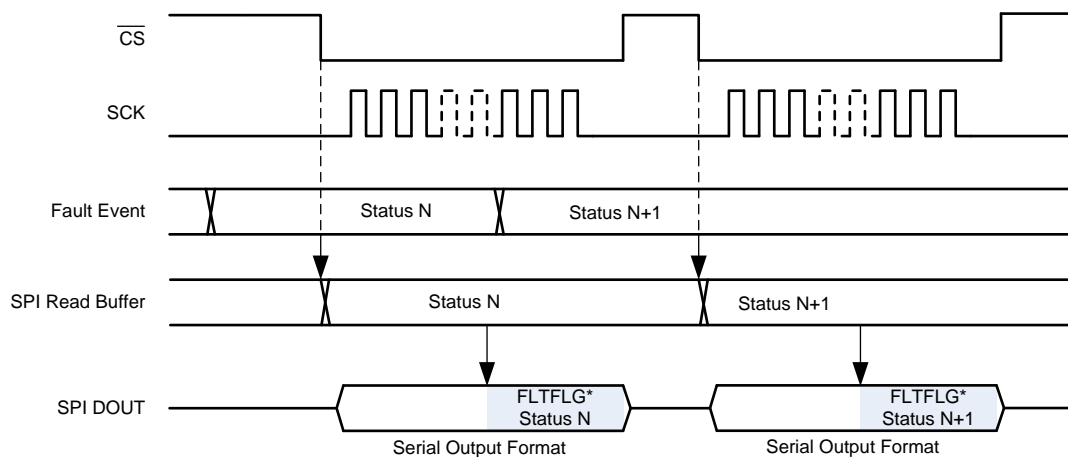 CS
SCK
Fault Event
Status N
Status N+1
SPI Read Buffer
Status N
Status N+1
SPI DOUT
FLTFLG*
Status N
FLTFLG*
Status N+1
Serial Output Format
Serial Output Format